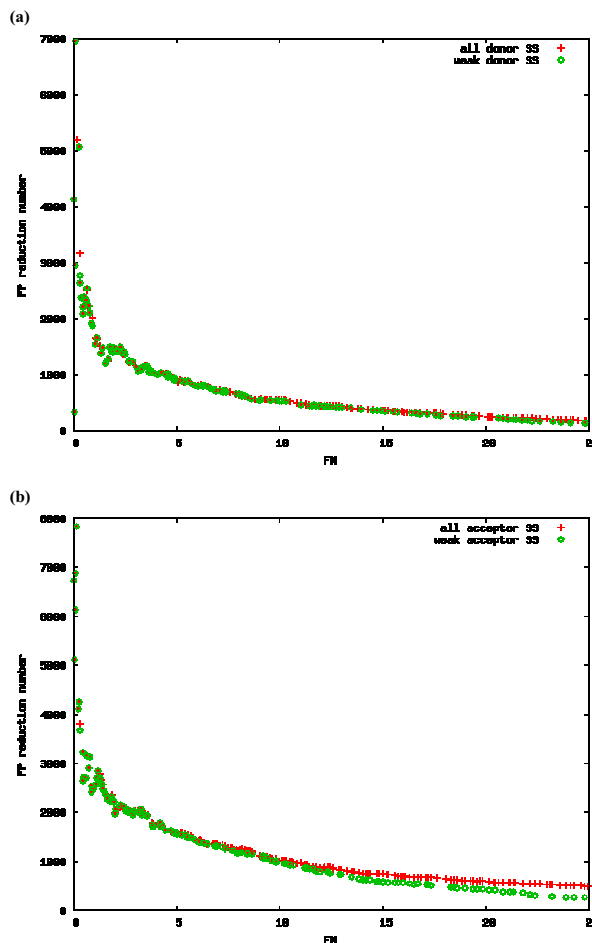 (a)
7000
6000
5000
4000
3000
2000
1000
0
FP reduction number
all donor SS
weak donor SS
0
5
10
15
20
2
FN
(b)
8000
7000
6000
5000
4000
3000
2000
1000
0
FP reduction number
all acceptor SS
weak acceptor SS
0
5
10
15
20
2
FN